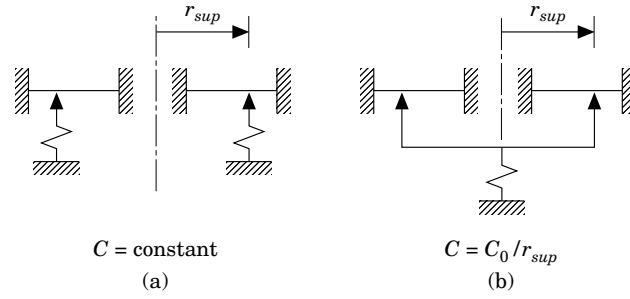 r_sup
r_sup
C = constant
C = C_0/r_sup
(a)
(b)